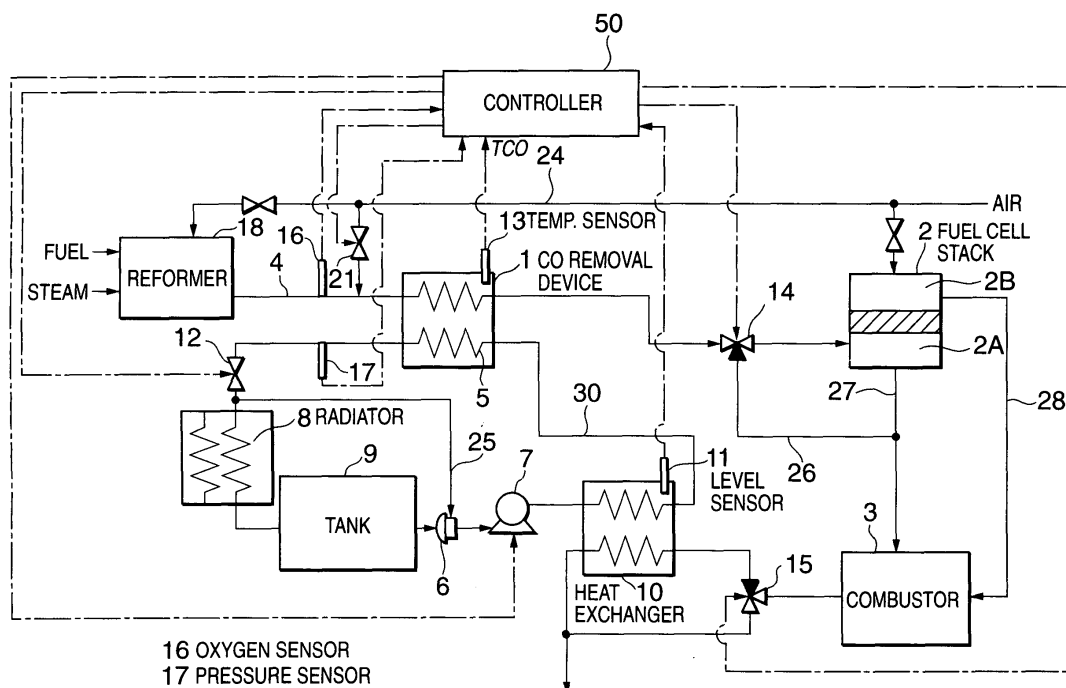 50
CONTROLLER
TCO
24
AIR
13 TEMP. SENSOR
18
16
21
FUEL
STEAM
REFORMER
4
1 CO REMOVAL
DEVICE
2 FUEL CELL
STACK
2B
2A
14
12
17
5
27
28
30
8 RADIATOR
25
26
9
TANK
6
7
11
LEVEL
SENSOR
3
COMBUSTOR
15
HEAT 10
EXCHANGER
16 OXYGEN SENSOR
17 PRESSURE SENSOR